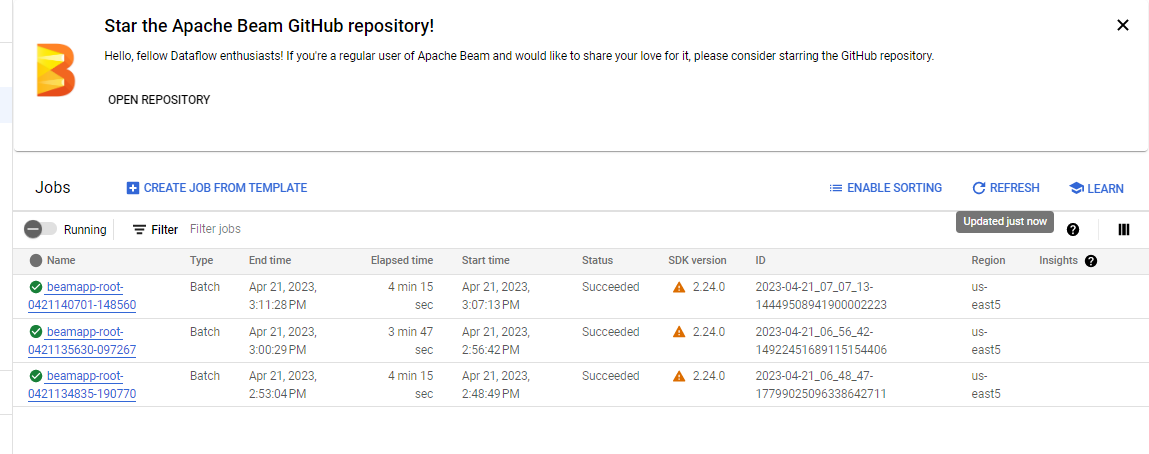 Star the Apache Beam GitHub repository!
Hello, fellow Dataflow enthusiasts! If you're a regular user of Apache Beam and would like to share your love for it, please consider starring the GitHub repository.
OPEN REPOSITORY
Jobs CREATE JOB FROM TEMPLATE ENABLE SORTING REFRESH LEARN
Updated just now
Running Filter Filter jobs
Name Type End time Elapsed time Start time Status SDK version ID Region Insights
beamapp-root- Batch Apr 21, 2023, 4 min 15 Apr 21, 2023, Succeeded 2.24.0 2023-04-21_07_07_13- us-
0421140701-148560 3:11:28 PM sec 3:07:13 PM 14449508941900002223 east5
beamapp-root- Batch Apr 21, 2023, 3 min 47 Apr 21, 2023, Succeeded 2.24.0 2023-04-21_06_56_42- us-
0421135630-097267 3:00:29 PM sec 2:56:42 PM 14922451689115154406 east5
beamapp-root- Batch Apr 21, 2023, 4 min 15 Apr 21, 2023, Succeeded 2.24.0 2023-04-21_06_48_47- us-
0421134835-190770 2:53:04 PM sec 2:48:49 PM 17799025096338642711 east5